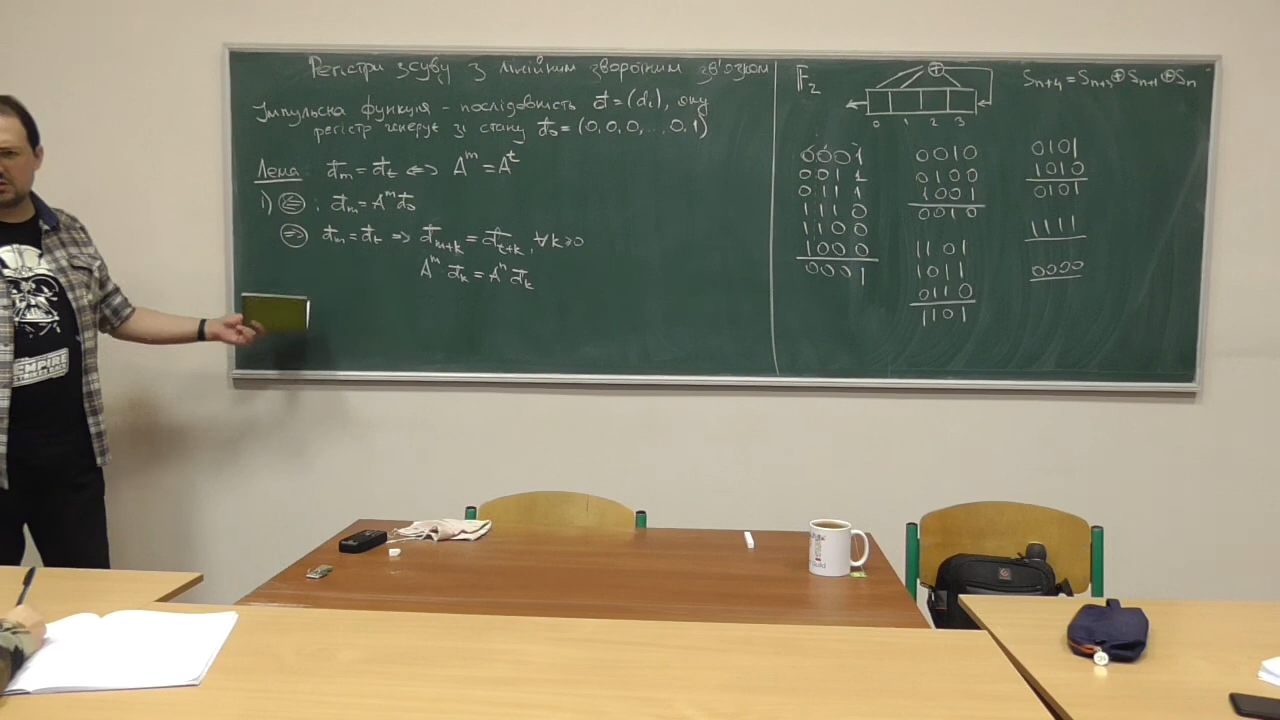 Регістри зсуву з лінійним зворотнім зв'язком
Імпульсна функція - послідовність d̄ = (dᵢ), яку
регістр генерує зі стану d̄₀ = (0, 0, 0, ..., 0, 1)
Лема: d̄ₘ = d̄ₜ ⇔ Aᵐ = Aᵗ
i) ⇐ : d̄ₘ = Aᵐ d̄₀
⇒ d̄ₘ = d̄ₜ ⇒ d̄ₘ₊ₖ = d̄ₜ₊ₖ, ∀k ≥ 0
Aᵐ d̄ₖ = Aⁿ d̄ₖ
𝔽₂
⊕
0 1 2 3
Sₙ₊₄ = Sₙ₊₃ ⊕ Sₙ₊₁ ⊕ Sₙ
0001
0011
0111
1110
1100
1000
0001
0010
0100
1001
0010
1101
1011
0110
1101
0101
1010
0101
1111
0000
EMPIRE